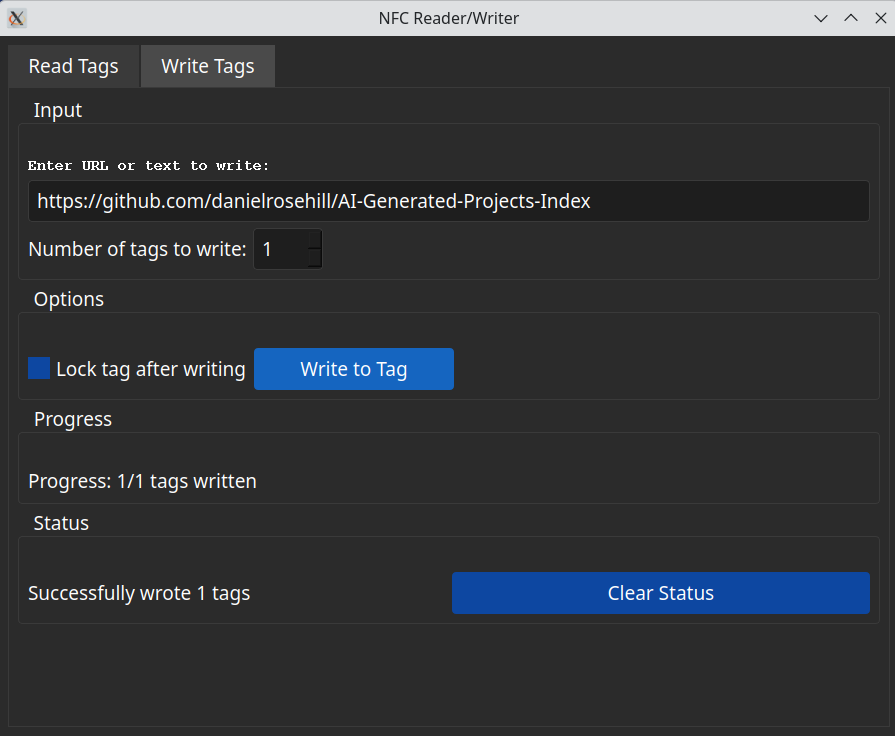 NFC Reader/Writer
Read Tags Write Tags
Input
Enter URL or text to write:
https://github.com/danielrosehill/AI-Generated-Projects-Index
Number of tags to write: 1
Options
Lock tag after writing Write to Tag
Progress
Progress: 1/1 tags written
Status
Successfully wrote 1 tags Clear Status